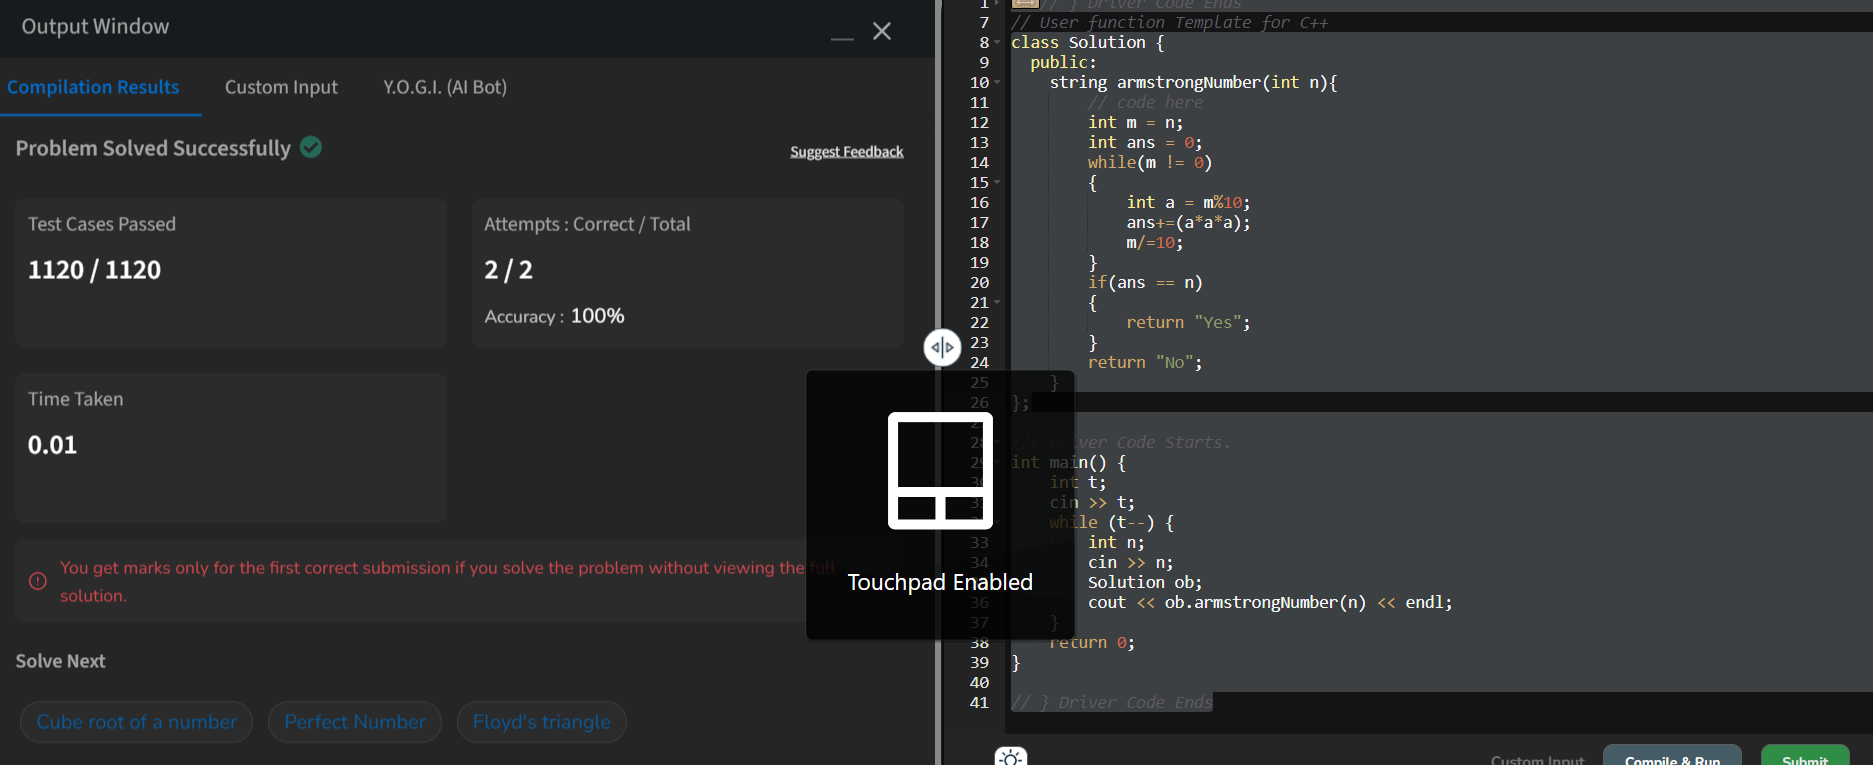 Output Window
Compilation Results
Custom Input
Y.O.G.I. (AI Bot)
Problem Solved Successfully
Suggest Feedback
Test Cases Passed
1120 / 1120
Attempts : Correct / Total
2 / 2
Accuracy : 100%
Time Taken
0.01
You get marks only for the first correct submission if you solve the problem without viewing the full
solution.
Solve Next
Cube root of a number
Perfect Number
Floyd's triangle
Touchpad Enabled
1 // } Driver Code Ends
7 // User function Template for C++
8 class Solution {
9 public:
10 string armstrongNumber(int n){
11 // code here
12 int m = n;
13 int ans = 0;
14 while(m != 0)
15 {
16 int a = m%10;
17 ans+=(a*a*a);
18 m/=10;
19 }
20 if(ans == n)
21 {
22 return "Yes";
23 }
24 return "No";
25 }
26 };
28 //{ Driver Code Starts.
29 int main() {
int t;
cin >> t;
while (t--) {
33 int n;
34 cin >> n;
Solution ob;
36 cout << ob.armstrongNumber(n) << endl;
37 }
38 return 0;
39 }
40
41 // } Driver Code Ends
Custom Input
Compile & Run
Submit